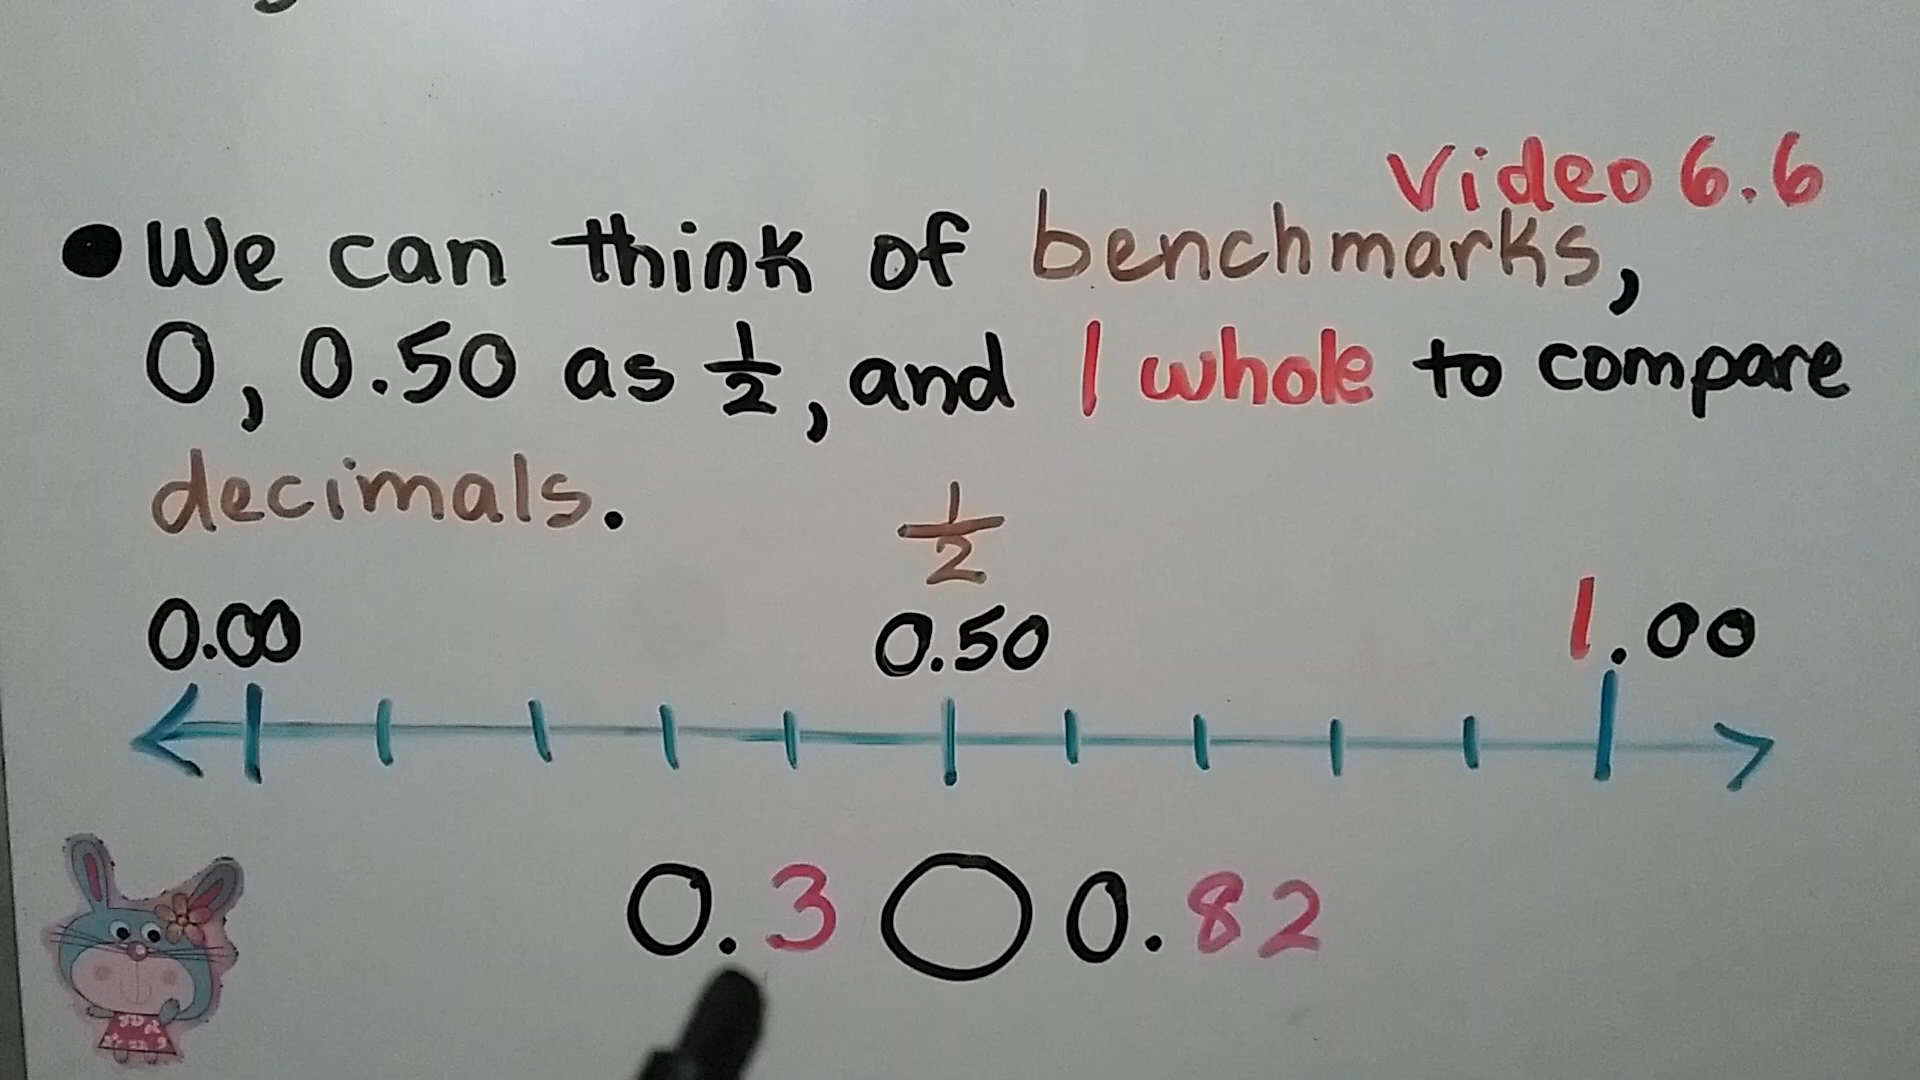 Video 6.6
● We can think of benchmarks,
0, 0.50 as 1/2, and 1 whole to compare
decimals.
1/2
0.00 0.50 1.00
0.3 ◯ 0.82